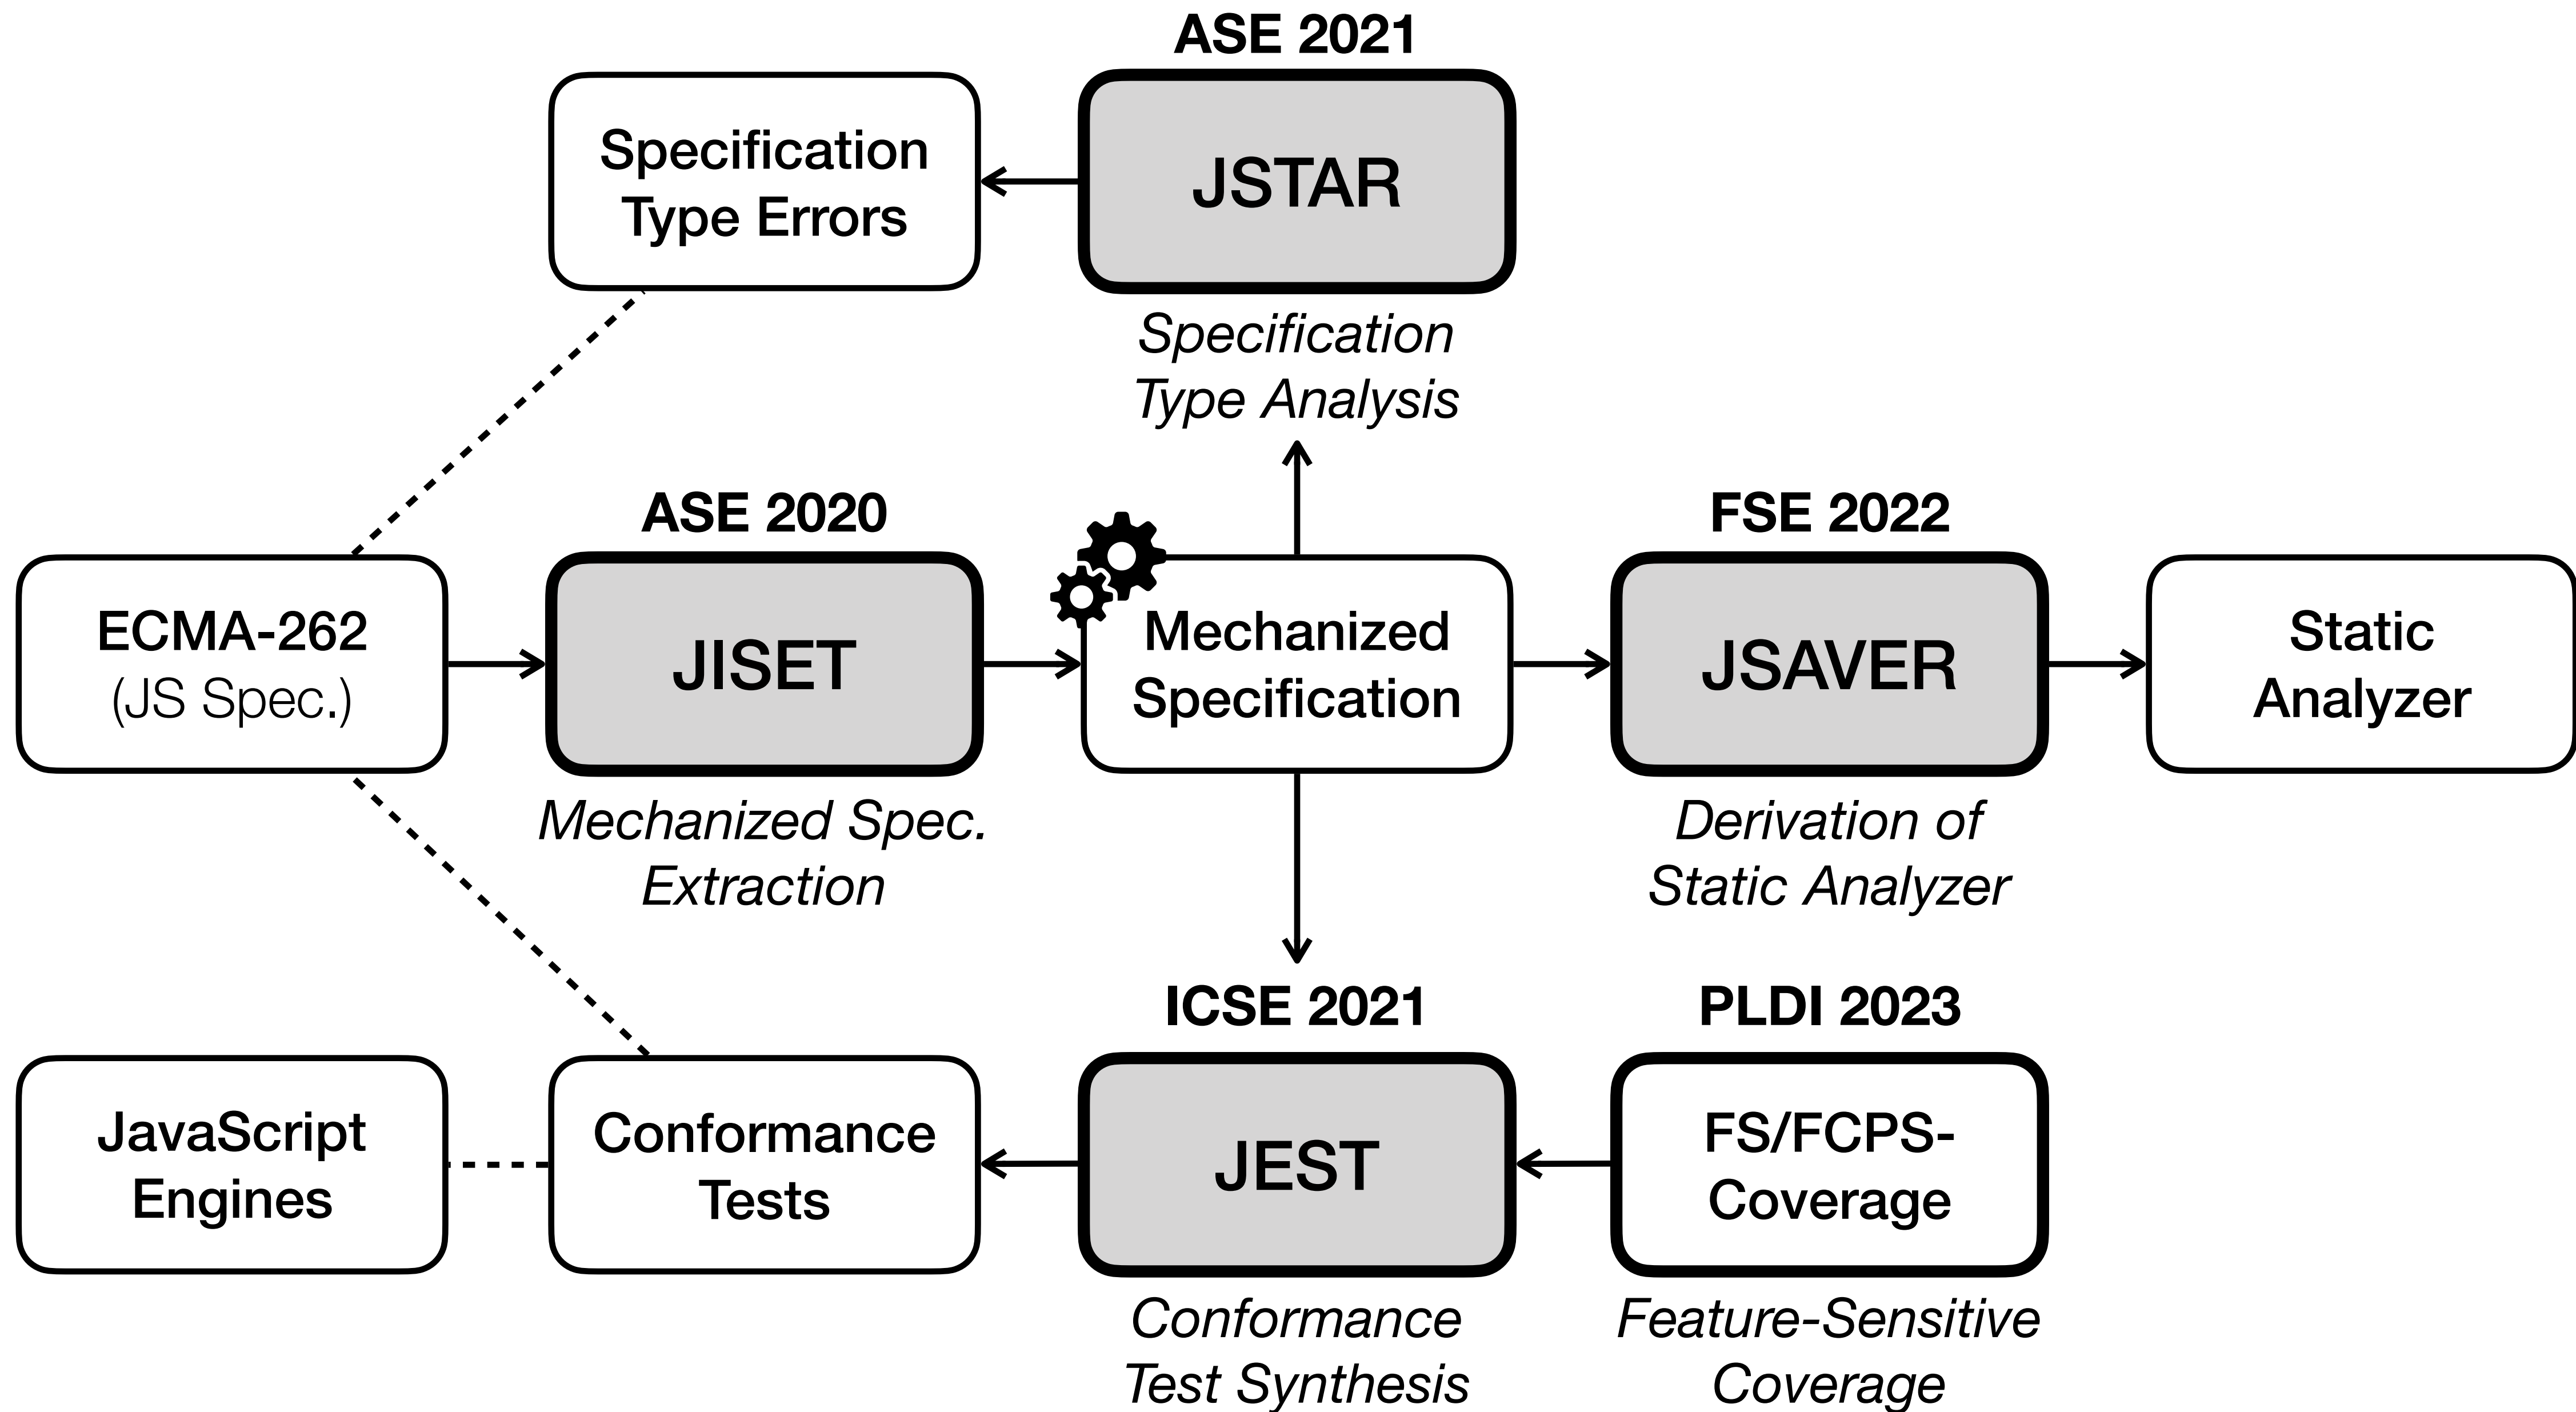 ASE 2021
Specification
Type Errors
JSTAR
Specification
Type Analysis
ASE 2020
FSE 2022
ECMA-262
(JS Spec.)
JISET
Mechanized
Specification
JSAVER
Static
Analyzer
Mechanized Spec.
Extraction
Derivation of
Static Analyzer
ICSE 2021
PLDI 2023
JavaScript
Engines
Conformance
Tests
JEST
FS/FCPS-
Coverage
Conformance
Test Synthesis
Feature-Sensitive
Coverage